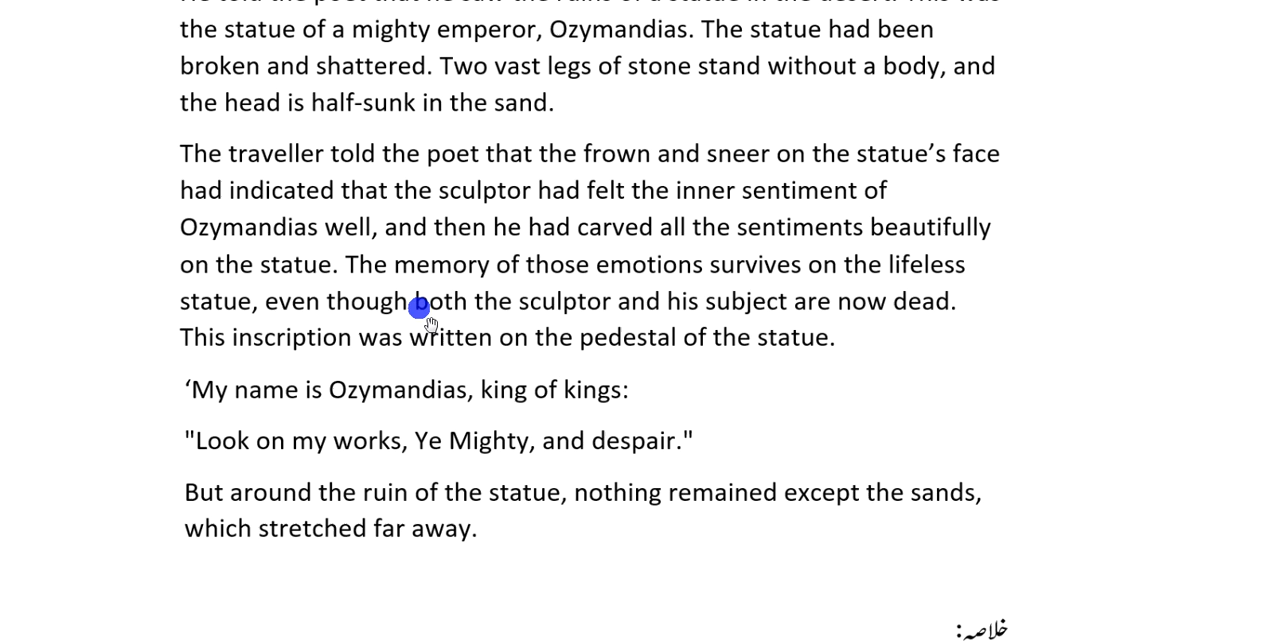 the statue of a mighty emperor, Ozymandias. The statue had been
broken and shattered. Two vast legs of stone stand without a body, and
the head is half-sunk in the sand.
The traveller told the poet that the frown and sneer on the statue’s face
had indicated that the sculptor had felt the inner sentiment of
Ozymandias well, and then he had carved all the sentiments beautifully
on the statue. The memory of those emotions survives on the lifeless
statue, even though both the sculptor and his subject are now dead.
This inscription was written on the pedestal of the statue.
‘My name is Ozymandias, king of kings:
"Look on my works, Ye Mighty, and despair."
But around the ruin of the statue, nothing remained except the sands,
which stretched far away.
خلاصہ: